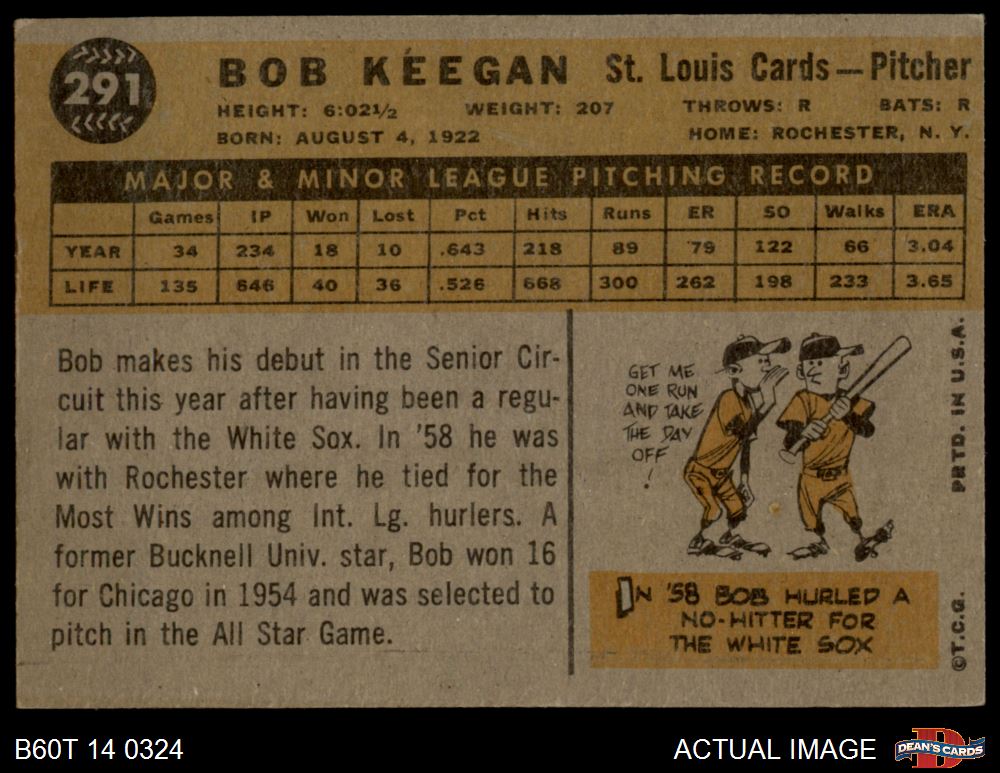 291
BOB KEEGAN St. Louis Cards — Pitcher
HEIGHT: 6:02½ WEIGHT: 207 THROWS: R BATS: R
BORN: AUGUST 4, 1922 HOME: ROCHESTER, N. Y.
MAJOR & MINOR LEAGUE PITCHING RECORD
Games IP Won Lost Pct Hits Runs ER SO Walks ERA
YEAR 34 234 18 10 .643 218 89 79 122 66 3.04
LIFE 135 646 40 36 .526 668 300 262 198 233 3.65
Bob makes his debut in the Senior Cir-
cuit this year after having been a regu-
lar with the White Sox. In '58 he was
with Rochester where he tied for the
Most Wins among Int. Lg. hurlers. A
former Bucknell Univ. star, Bob won 16
for Chicago in 1954 and was selected to
pitch in the All Star Game.
GET ME
ONE RUN
AND TAKE
THE DAY
OFF
!
IN '58 BOB HURLED A
NO-HITTER FOR
THE WHITE SOX
©T.C.G. PRTD. IN U.S.A.
B60T 14 0324
ACTUAL IMAGE
D
DEAN'S CARDS